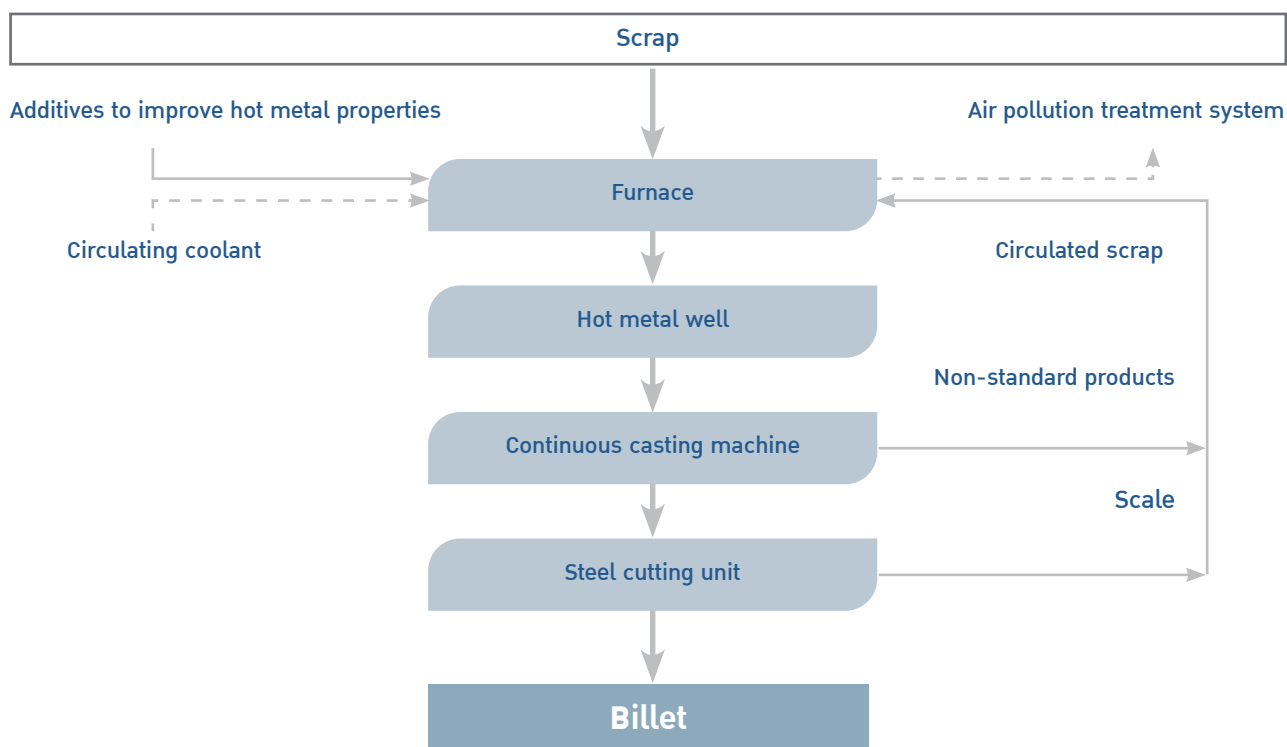 Scrap
Additives to improve hot metal properties
Air pollution treatment system
Furnace
Circulating coolant
Circulated scrap
Hot metal well
Non-standard products
Continuous casting machine
Scale
Steel cutting unit
Billet